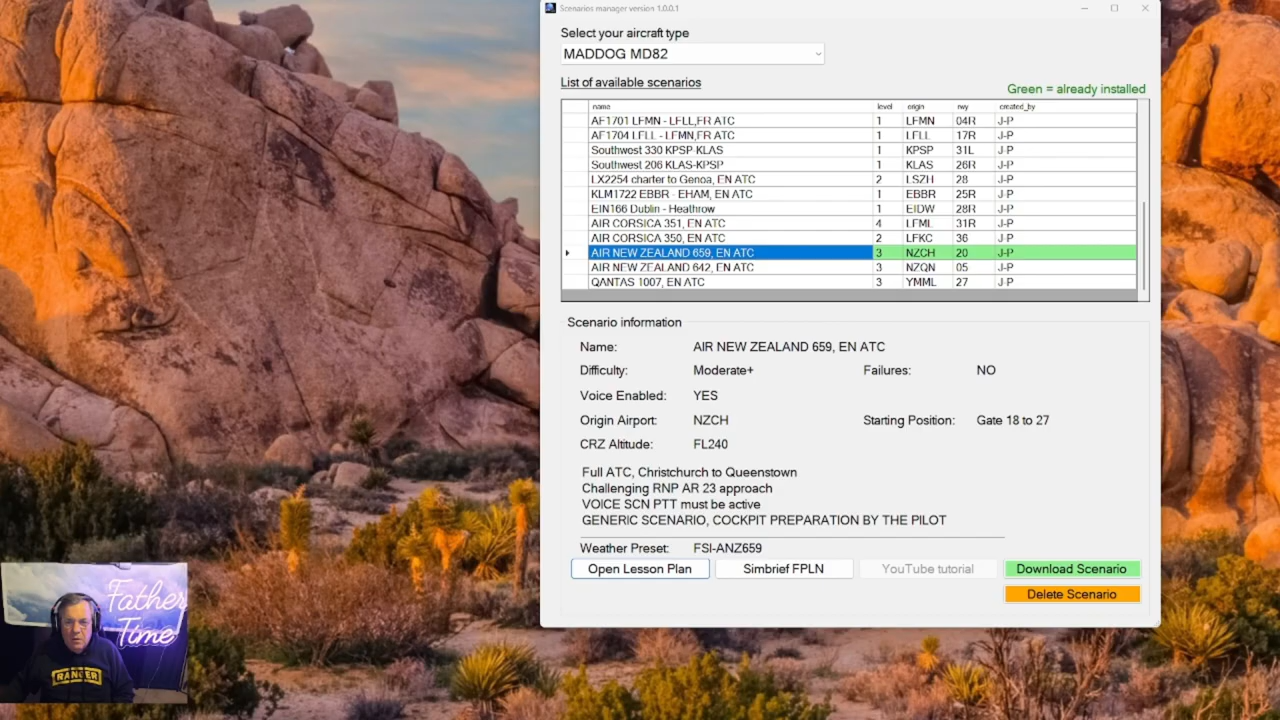 Scenarios manager version 1.0.0.1
Select your aircraft type
MADDOG MD82
List of available scenarios
Green = already installed
name level origin rwy created_by
AF1701 LFMN - LFLL,FR ATC 1 LFMN 04R J-P
AF1704 LFLL - LFMN,FR ATC 1 LFLL 17R J-P
Southwest 330 KPSP-KLAS 1 KPSP 31L J-P
Southwest 206 KLAS-KPSP 1 KLAS 26R J-P
LX2254 charter to Genoa, EN ATC 2 LSZH 28 J-P
KLM1722 EBBR - EHAM, EN ATC 1 EBBR 25R J-P
EIN166 Dublin - Heathrow 1 EIDW 28R J-P
AIR CORSICA 351, EN ATC 4 LFML 31R J-P
AIR CORSICA 350, EN ATC 2 LFKC 36 J-P
AIR NEW ZEALAND 659, EN ATC 3 NZCH 20 J-P
AIR NEW ZEALAND 642, EN ATC 3 NZQN 05 J-P
QANTAS 1007, EN ATC 3 YMML 27 J-P
Scenario information
Name: AIR NEW ZEALAND 659, EN ATC
Difficulty: Moderate+ Failures: NO
Voice Enabled: YES
Origin Airport: NZCH Starting Position: Gate 18 to 27
CRZ Altitude: FL240
Full ATC, Christchurch to Queenstown
Challenging RNP AR 23 approach
VOICE SCN PTT must be active
GENERIC SCENARIO, COCKPIT PREPARATION BY THE PILOT
Weather Preset: FSI-ANZ659
Open Lesson Plan Simbrief FPLN YouTube tutorial Download Scenario
Delete Scenario
Father
Time
RANGER